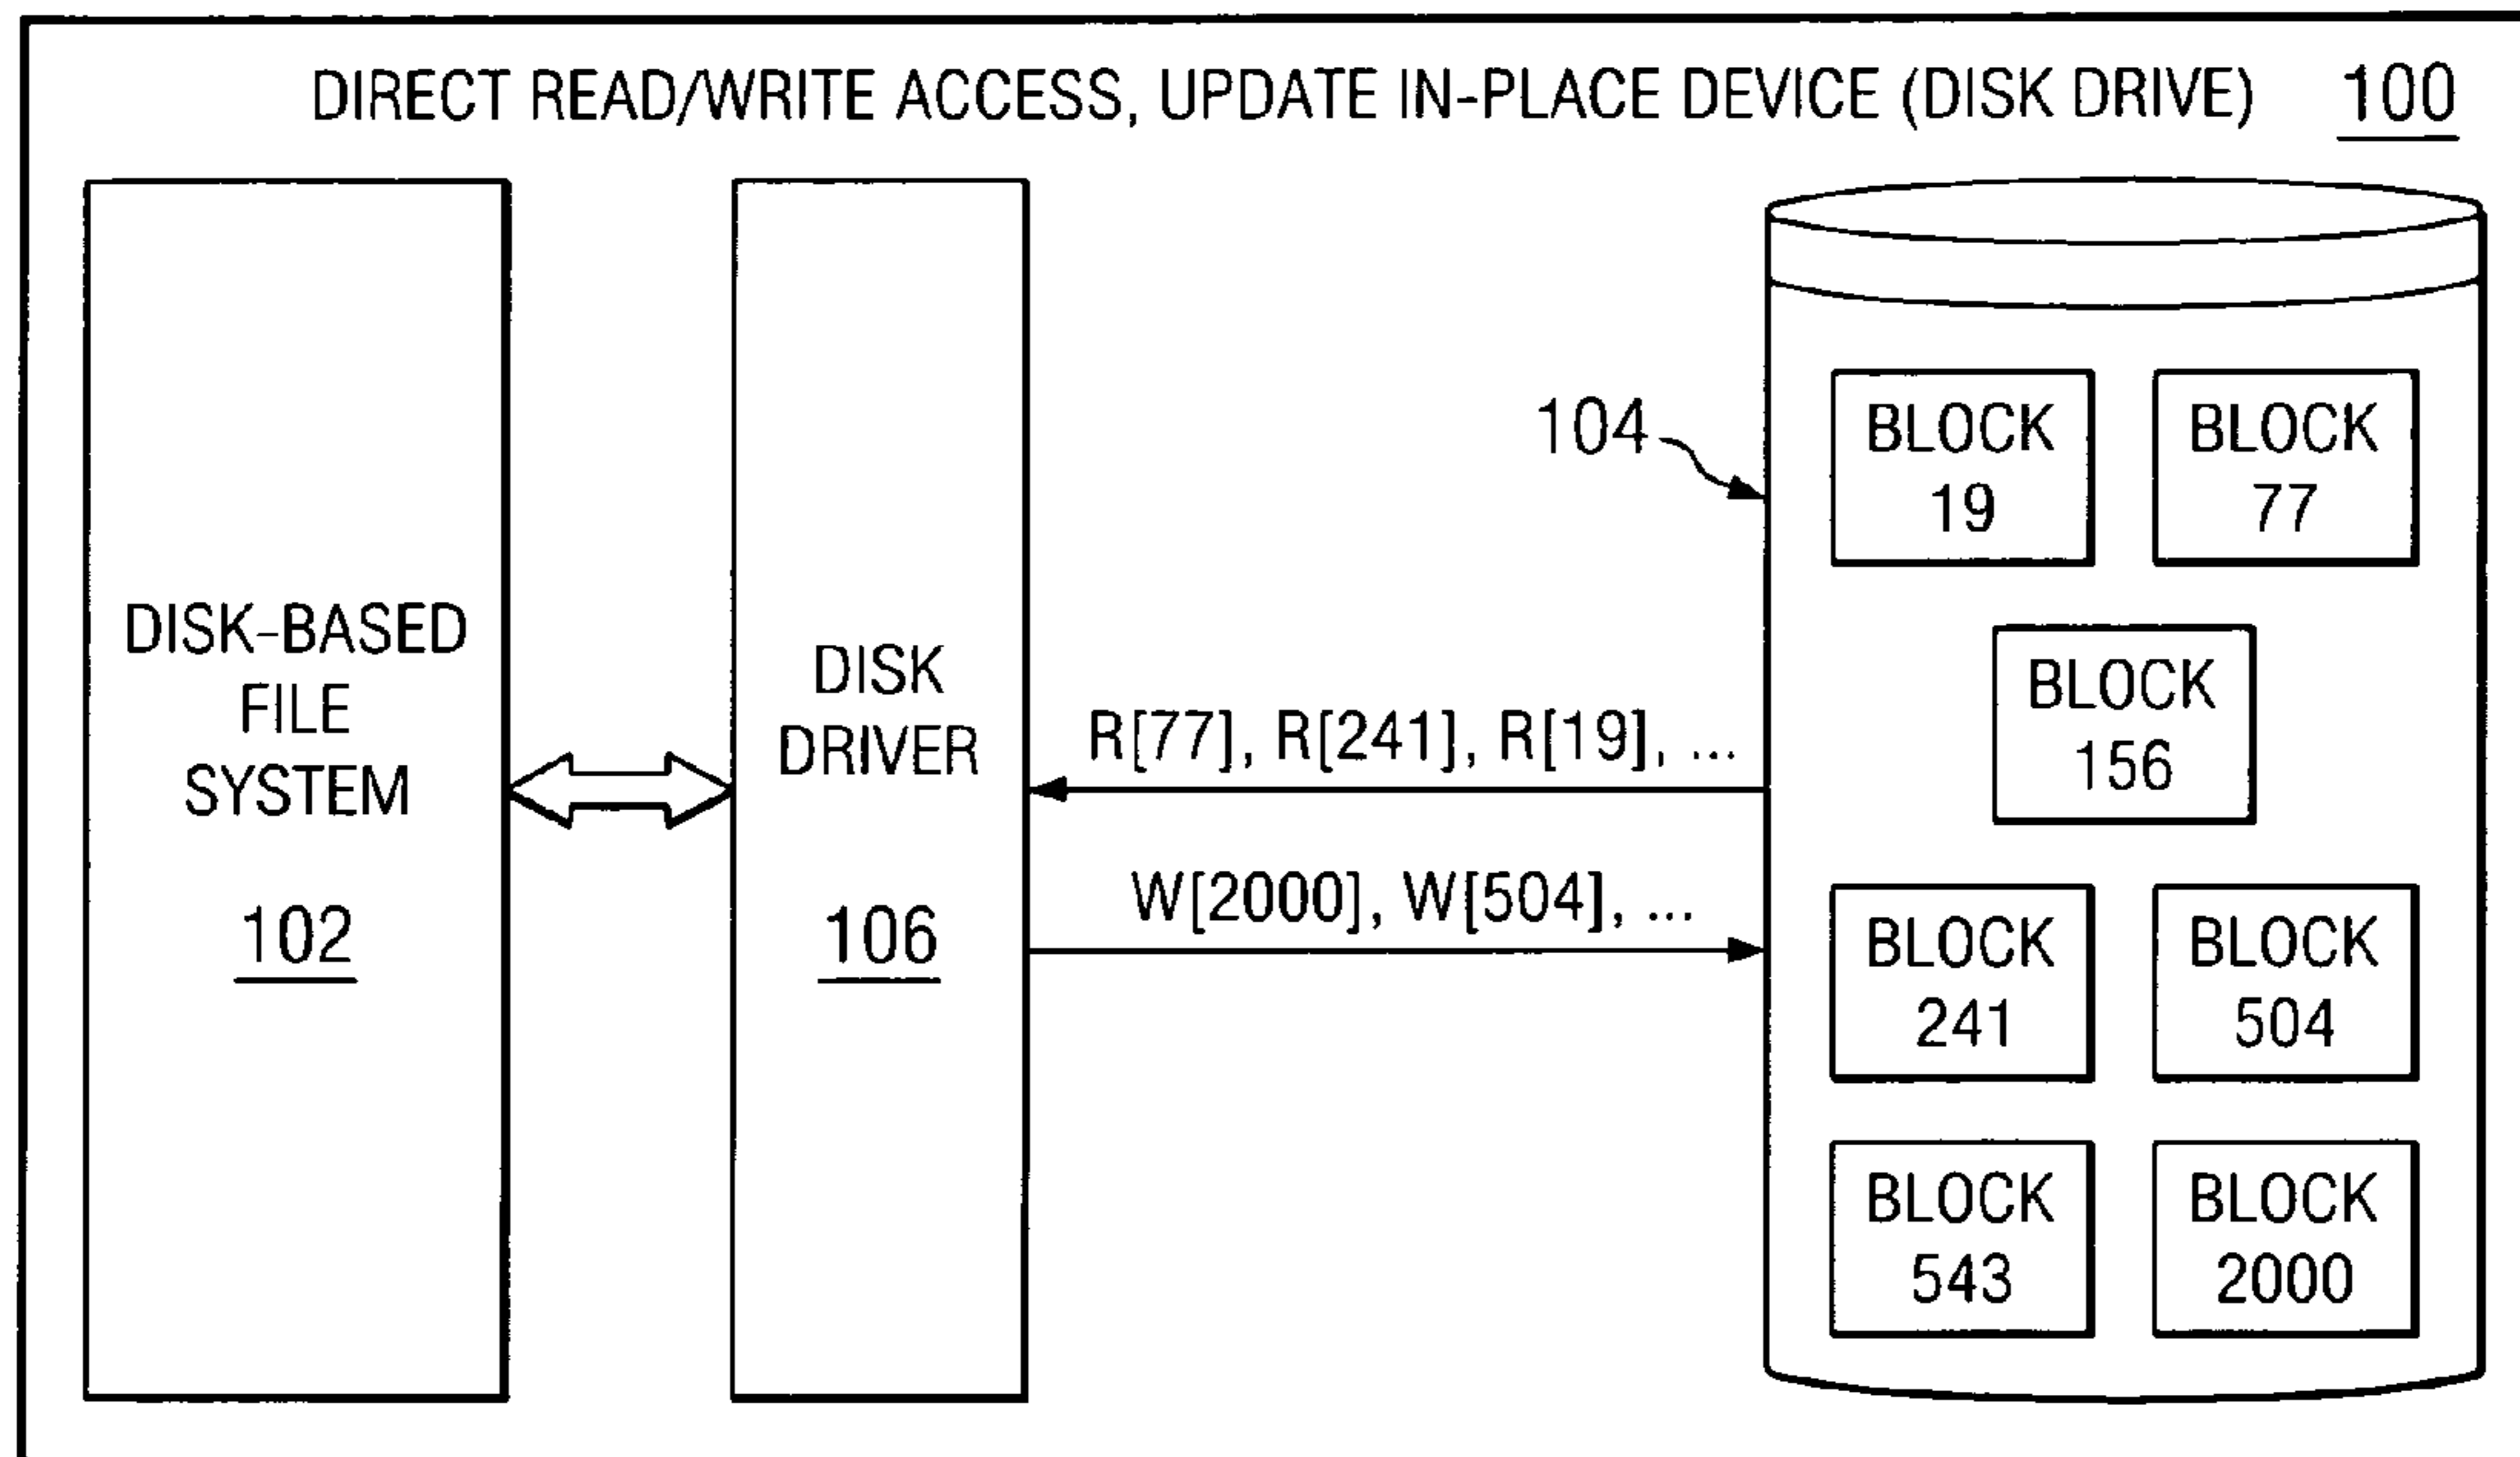 DIRECT READ/WRITE ACCESS, UPDATE IN-PLACE DEVICE (DISK DRIVE) 100
DISK-BASED
FILE
SYSTEM
102
DISK
DRIVER
106
R[77], R[241], R[19], ...
W[2000], W[504], ...
104
BLOCK
19
BLOCK
77
BLOCK
156
BLOCK
241
BLOCK
504
BLOCK
543
BLOCK
2000